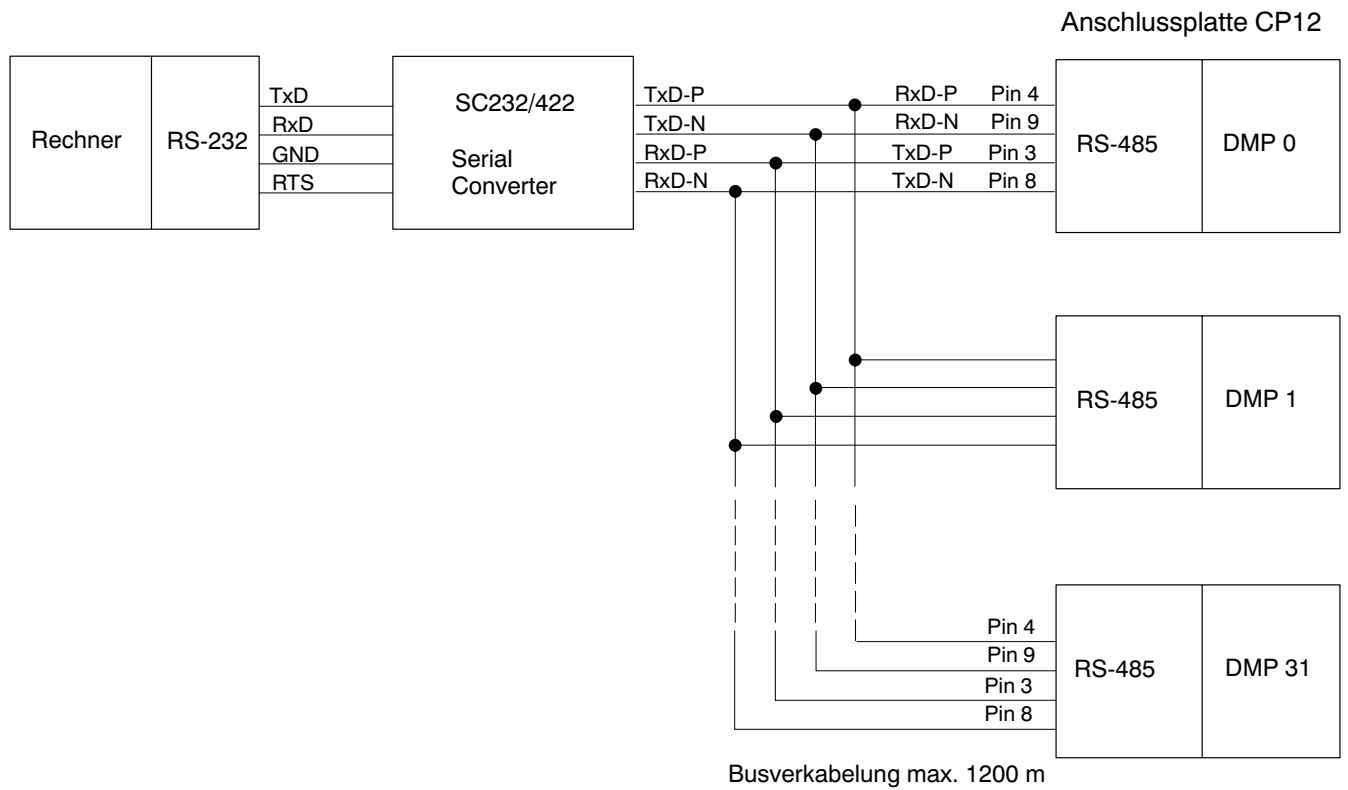 Anschlussplatte CP12
Rechner
RS-232
TxD
RxD
GND
RTS
SC232/422
Serial
Converter
TxD-P
TxD-N
RxD-P
RxD-N
RxD-P Pin 4
RxD-N Pin 9
TxD-P Pin 3
TxD-N Pin 8
RS-485
DMP 0
RS-485
DMP 1
Pin 4
Pin 9
Pin 3
Pin 8
RS-485
DMP 31
Busverkabelung max. 1200 m